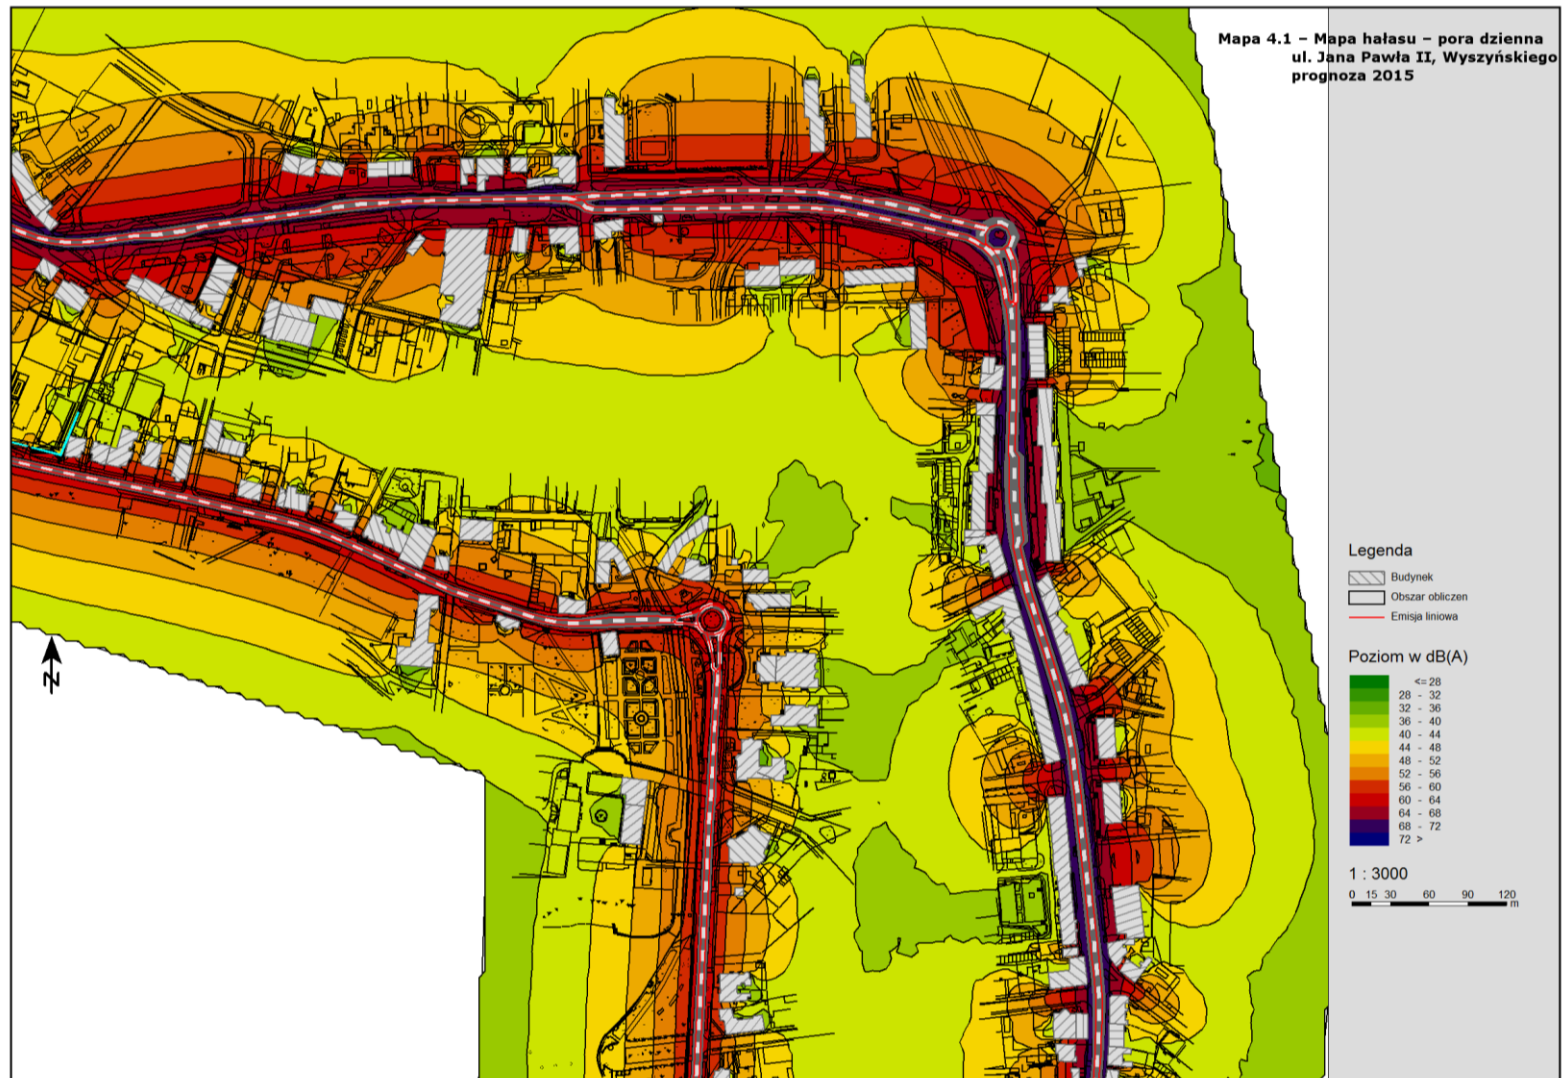 Mapa 4.1 – Mapa hałasu – pora dzienna
ul. Jana Pawła II, Wyszyńskiego
prognoza 2015
N
Legenda
Budynek
Obszar obliczen
Emisja liniowa
Poziom w dB(A)
<= 28
28 - 32
32 - 36
36 - 40
40 - 44
44 - 48
48 - 52
52 - 56
56 - 60
60 - 64
64 - 68
68 - 72
72 >
1 : 3000
0 15 30 60 90 120
m